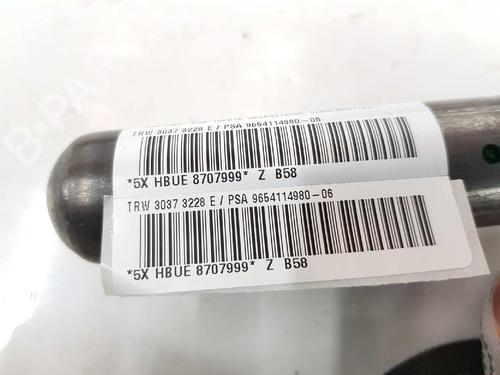 TRW 3037 3228 E / PSA 9654114980-06
*5X HBUE 8707999* Z B58
TRW 3037 3228 E / PSA 9654114980-06
*5X HBUE 8707999* Z B58